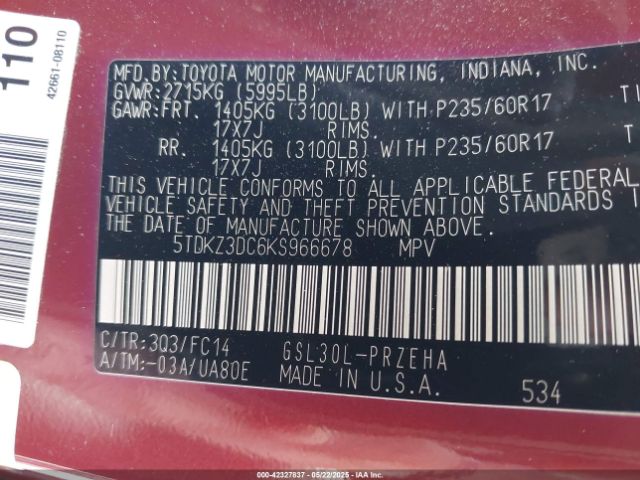 110
42661-08110
MFD.BY:TOYOTA MOTOR MANUFACTURING, INDIANA, INC.
GVWR:2715KG (5995LB)
GAWR:FRT. 1405KG (3100LB) WITH P235/60R17
17X7J RIMS.
RR. 1405KG (3100LB) WITH P235/60R17
17X7J RIMS.
THIS VEHICLE CONFORMS TO ALL APPLICABLE FEDERAL
VEHICLE SAFETY AND THEFT PREVENTION STANDARDS IN
THE DATE OF MANUFACTURE SHOWN ABOVE.
5TDKZ3DC6KS966678 MPV
C/TR:3Q3/FC14 GSL30L-PRZEHA
A/TM:-03A/UA80E MADE IN U.S.A. 534
000-42327837 - 05/22/2025 - IAAI.COM